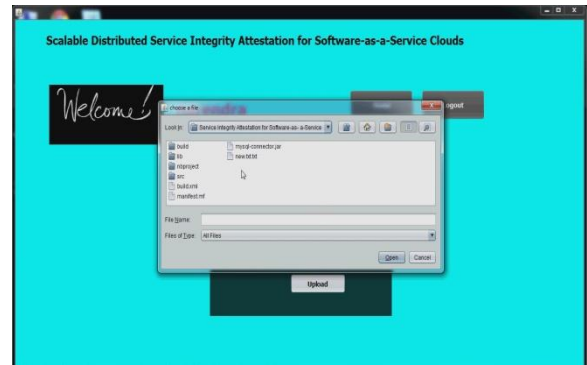 Scalable Distributed Service Integrity Attestation for Software-as-a-Service Clouds
Welcome!
ogout
choose a file
Look In: Service Integrity Attestation for Software-as- a-Service
build
lib
nbproject
src
build.xml
manifest.mf
mysql-connector.jar
new.txt.txt
File Name:
Files of Type: All Files
Open Cancel
Upload